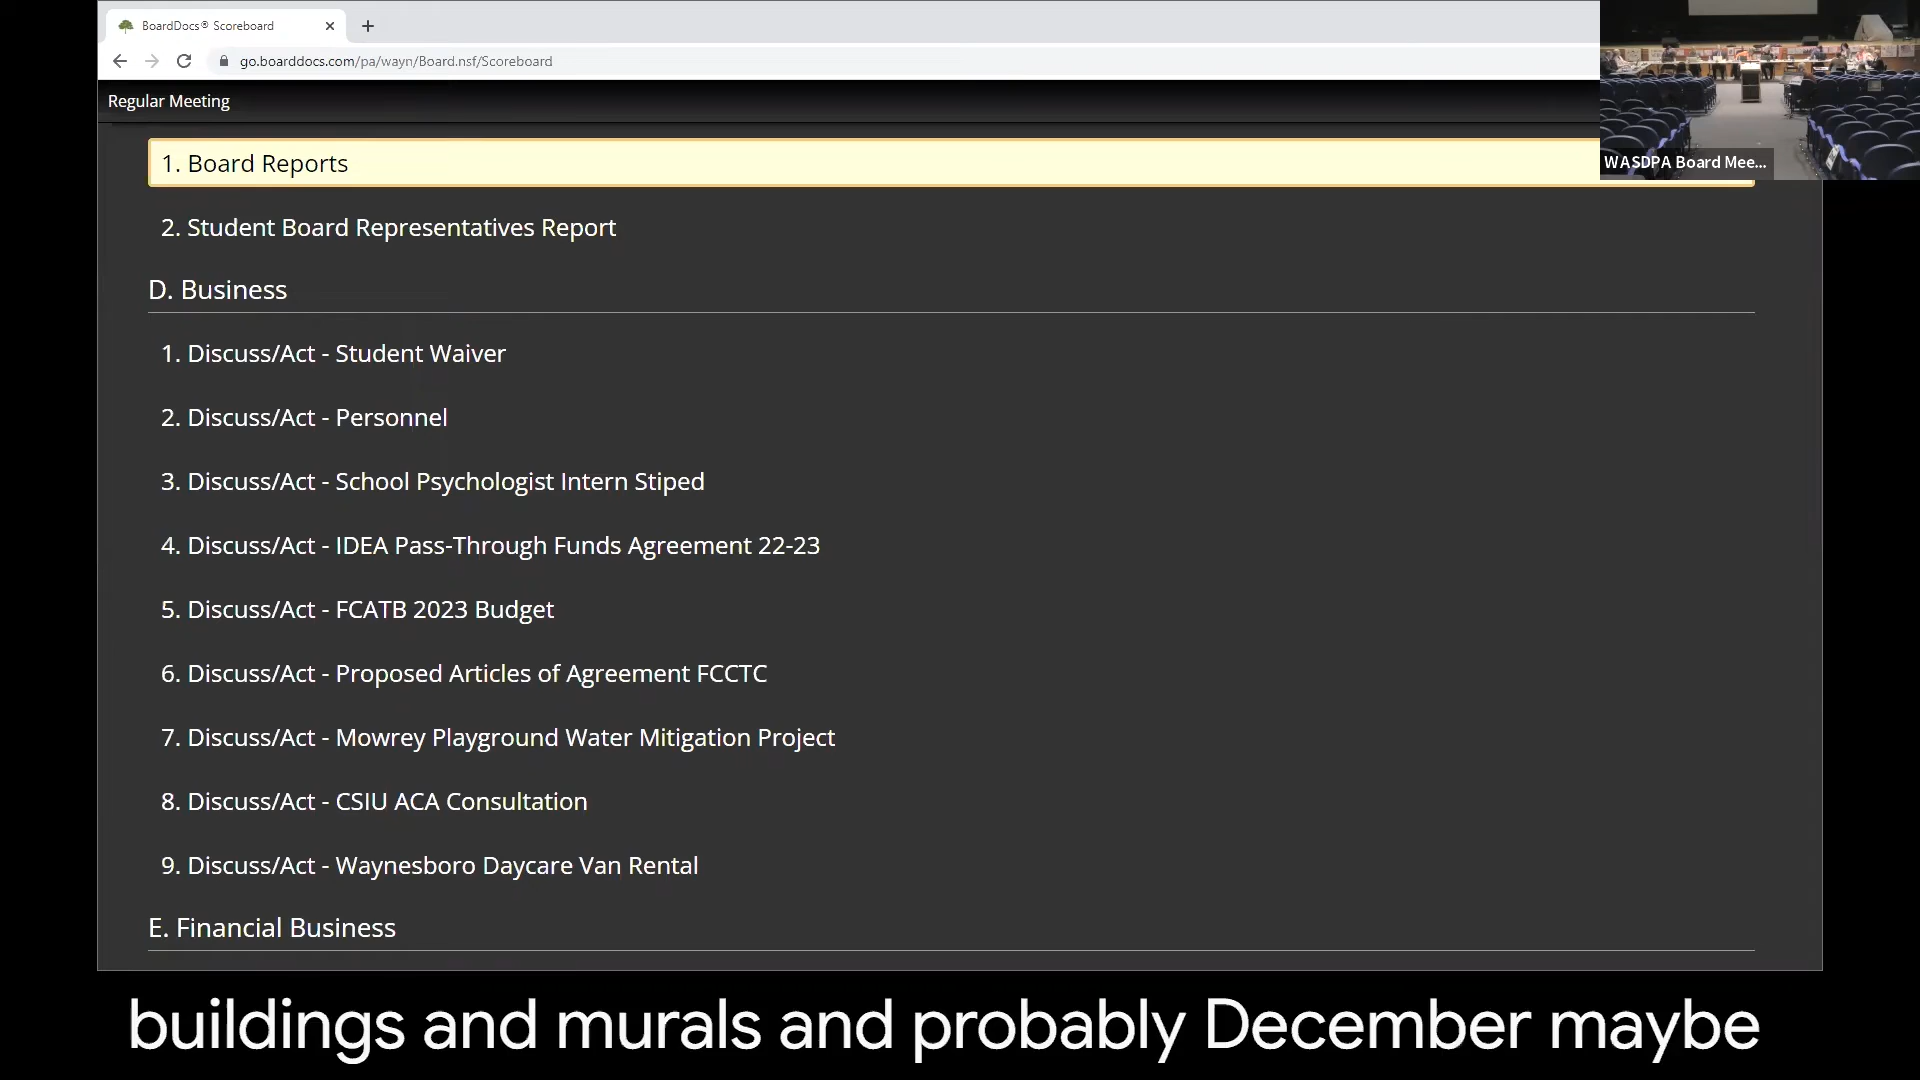 BoardDocs® Scoreboard
go.boarddocs.com/pa/wayn/Board.nsf/Scoreboard
Regular Meeting
WASDPA Board Mee...
1. Board Reports
2. Student Board Representatives Report
D. Business
1. Discuss/Act - Student Waiver
2. Discuss/Act - Personnel
3. Discuss/Act - School Psychologist Intern Stiped
4. Discuss/Act - IDEA Pass-Through Funds Agreement 22-23
5. Discuss/Act - FCATB 2023 Budget
6. Discuss/Act - Proposed Articles of Agreement FCCTC
7. Discuss/Act - Mowrey Playground Water Mitigation Project
8. Discuss/Act - CSIU ACA Consultation
9. Discuss/Act - Waynesboro Daycare Van Rental
E. Financial Business
buildings and murals and probably December maybe